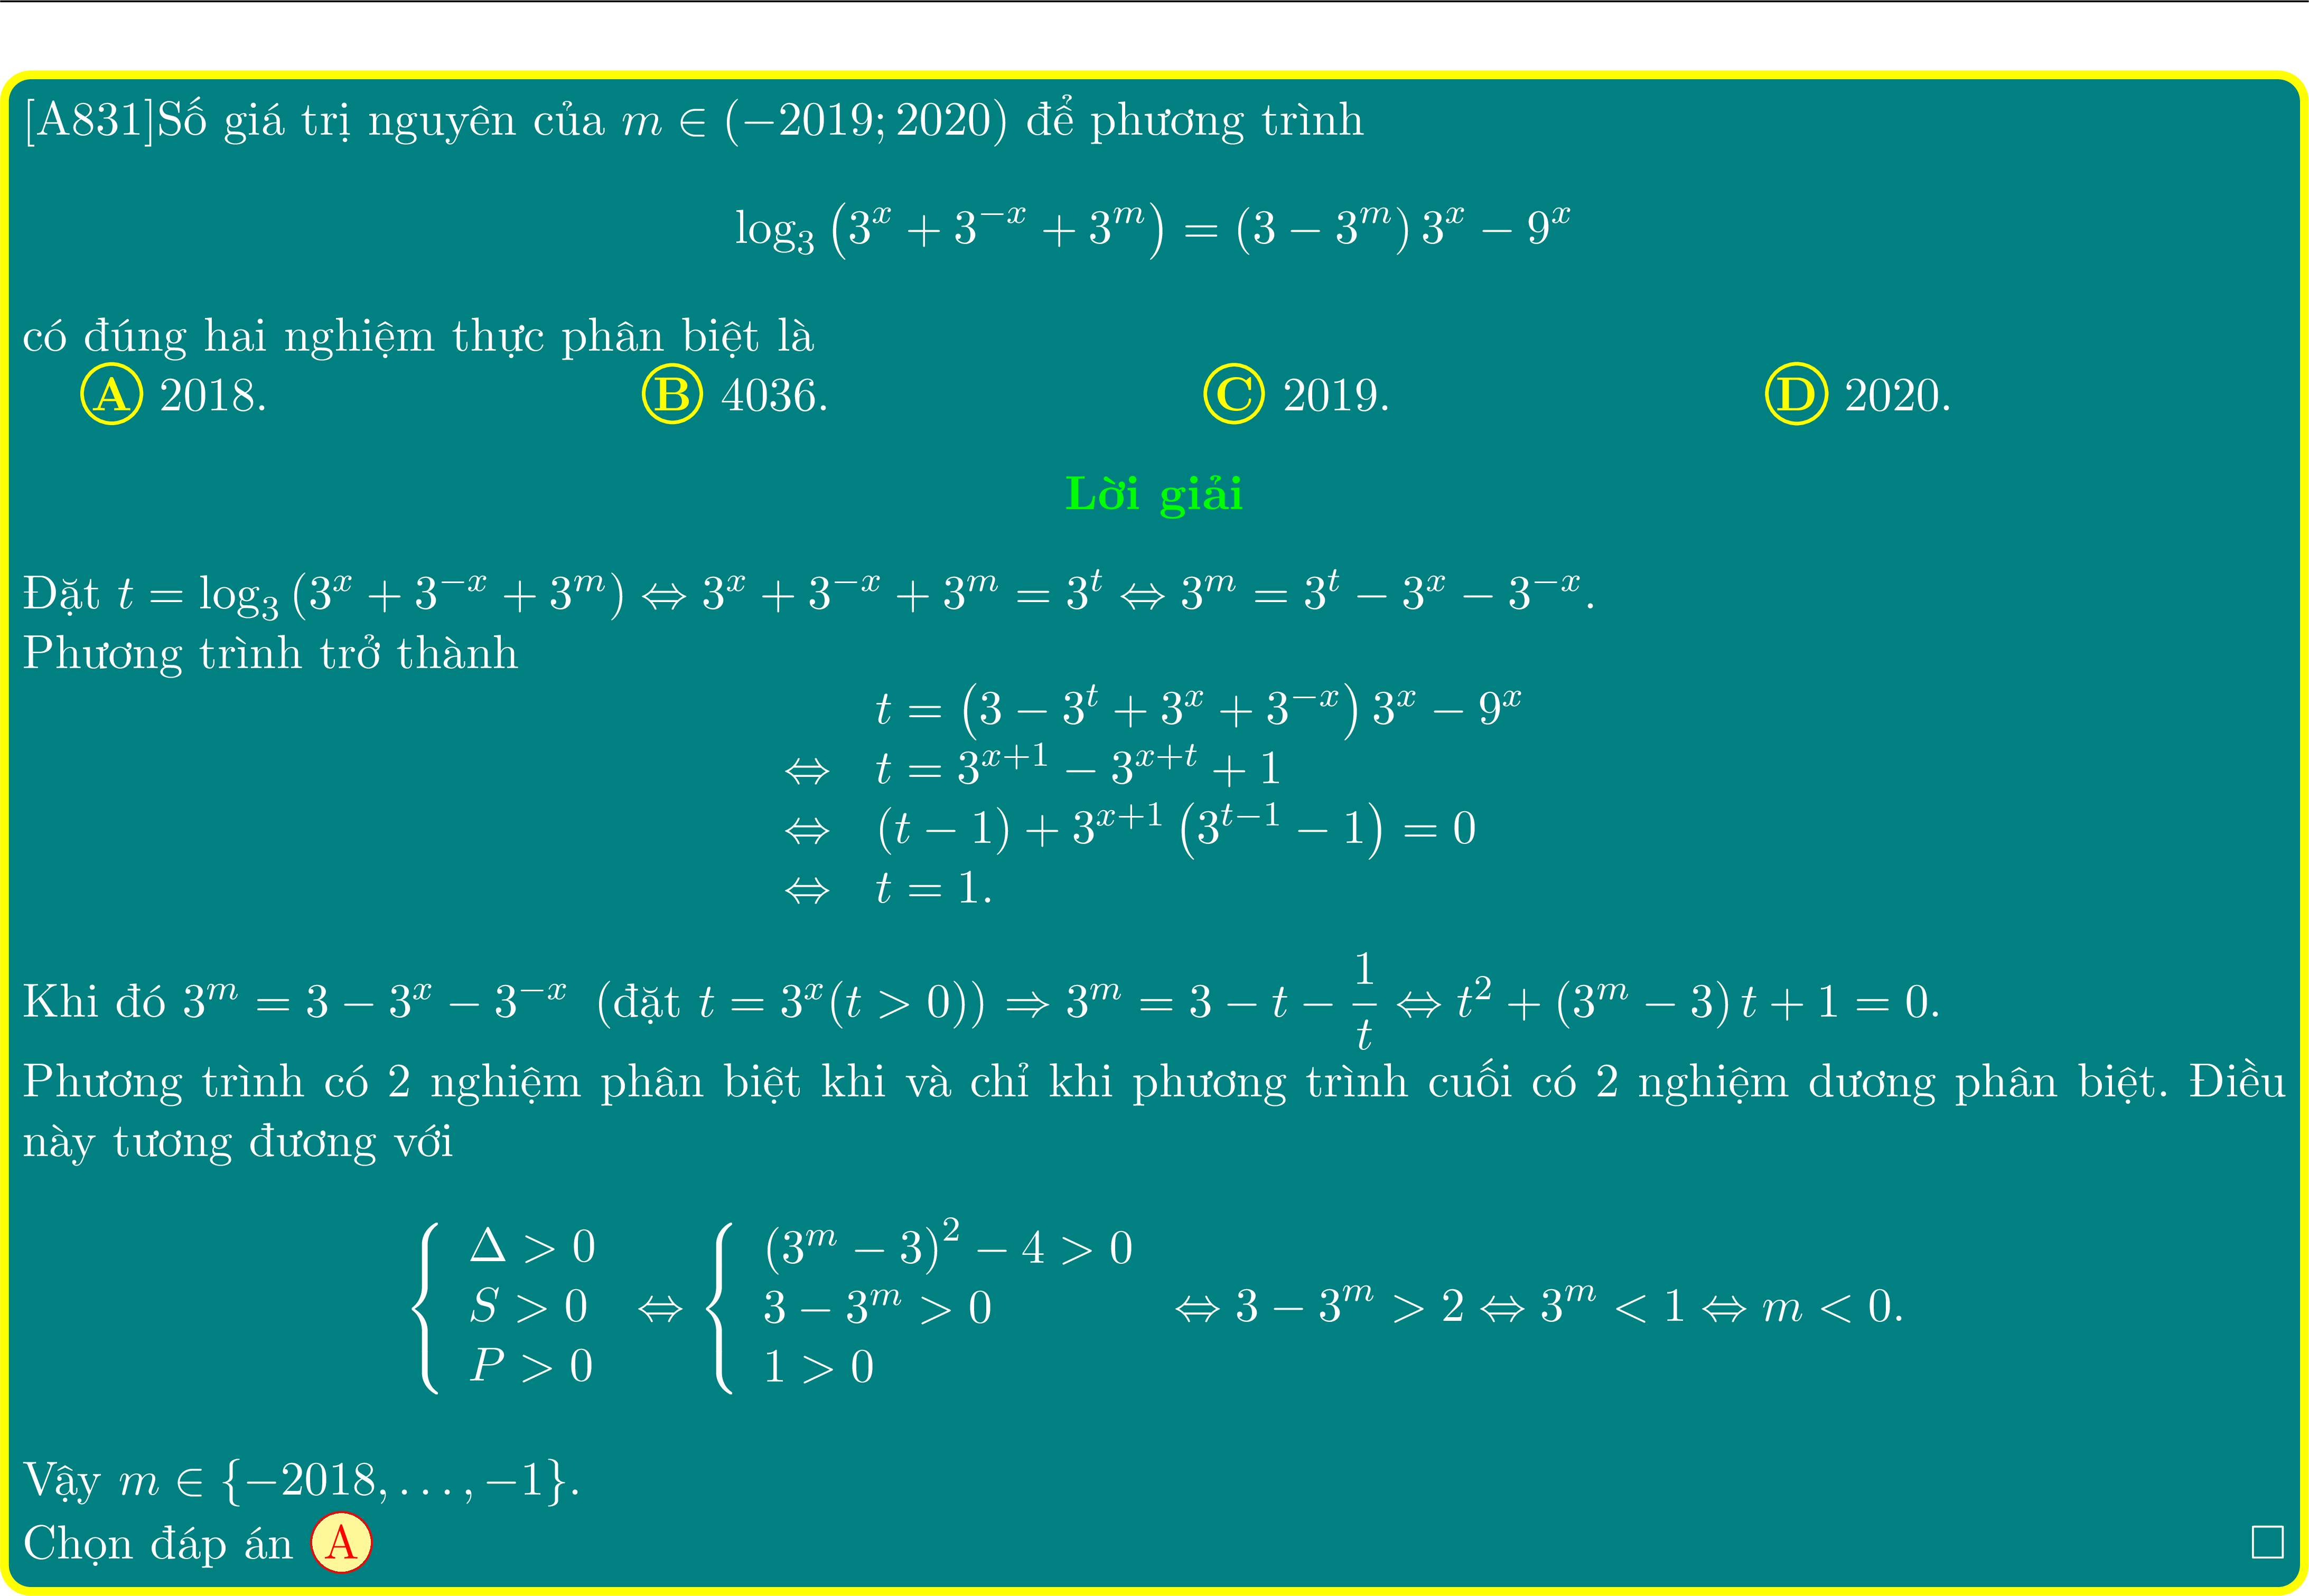 [A831]Số giá trị nguyên của $m \in (-2019; 2020)$ để phương trình
$\log_3 \left(3^x + 3^{-x} + 3^m\right) = (3 - 3^m) 3^x - 9^x$
có đúng hai nghiệm thực phân biệt là
Ⓐ 2018. Ⓑ 4036. Ⓒ 2019. Ⓓ 2020.
Lời giải
Đặt $t = \log_3 (3^x + 3^{-x} + 3^m) \Leftrightarrow 3^x + 3^{-x} + 3^m = 3^t \Leftrightarrow 3^m = 3^t - 3^x - 3^{-x}$.
Phương trình trở thành
$t = \left(3 - 3^t + 3^x + 3^{-x}\right) 3^x - 9^x$
$\Leftrightarrow t = 3^{x+1} - 3^{x+t} + 1$
$\Leftrightarrow (t - 1) + 3^{x+1} \left(3^{t-1} - 1\right) = 0$
$\Leftrightarrow t = 1.$
Khi đó $3^m = 3 - 3^x - 3^{-x}$ (đặt $t = 3^x (t > 0)$) $\Rightarrow 3^m = 3 - t - \dfrac{1}{t} \Leftrightarrow t^2 + (3^m - 3) t + 1 = 0.$
Phương trình có 2 nghiệm phân biệt khi và chỉ khi phương trình cuối có 2 nghiệm dương phân biệt. Điều
này tương đương với
$\begin{cases} \Delta > 0 \\ S > 0 \\ P > 0 \end{cases} \Leftrightarrow \begin{cases} (3^m - 3)^2 - 4 > 0 \\ 3 - 3^m > 0 \\ 1 > 0 \end{cases} \Leftrightarrow 3 - 3^m > 2 \Leftrightarrow 3^m < 1 \Leftrightarrow m < 0.$
Vậy $m \in \{-2018, \ldots, -1\}$.
Chọn đáp án Ⓐ □